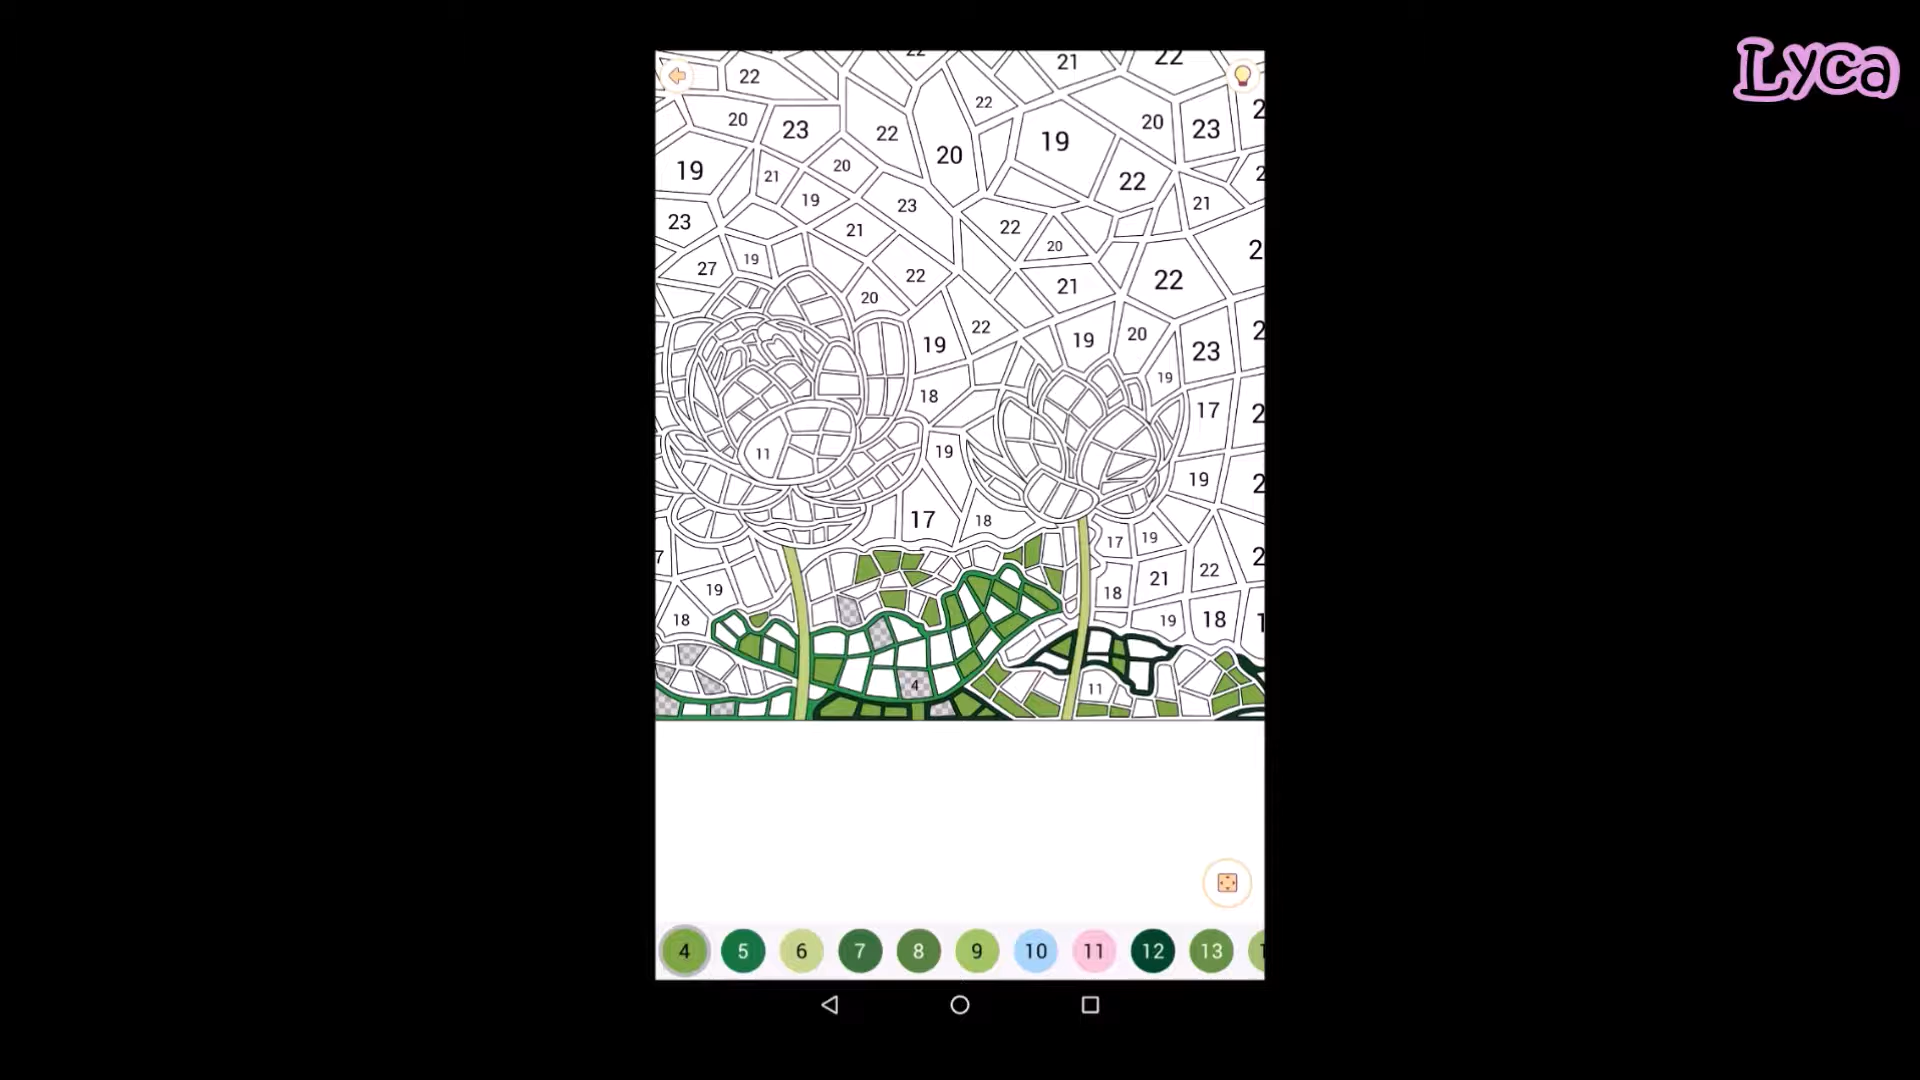 Lyca
22 21 22
22
22
20 23 22 20 19 20 23
19 21 20 22
19 23 21
23 21 22 20
27 19 22 21 22
20
19 22 19 20 23
18 19 17
11 19 19
17 18 17 19
19 18 21 22
18 19 18
4 11
4 5 6 7 8 9 10 11 12 13